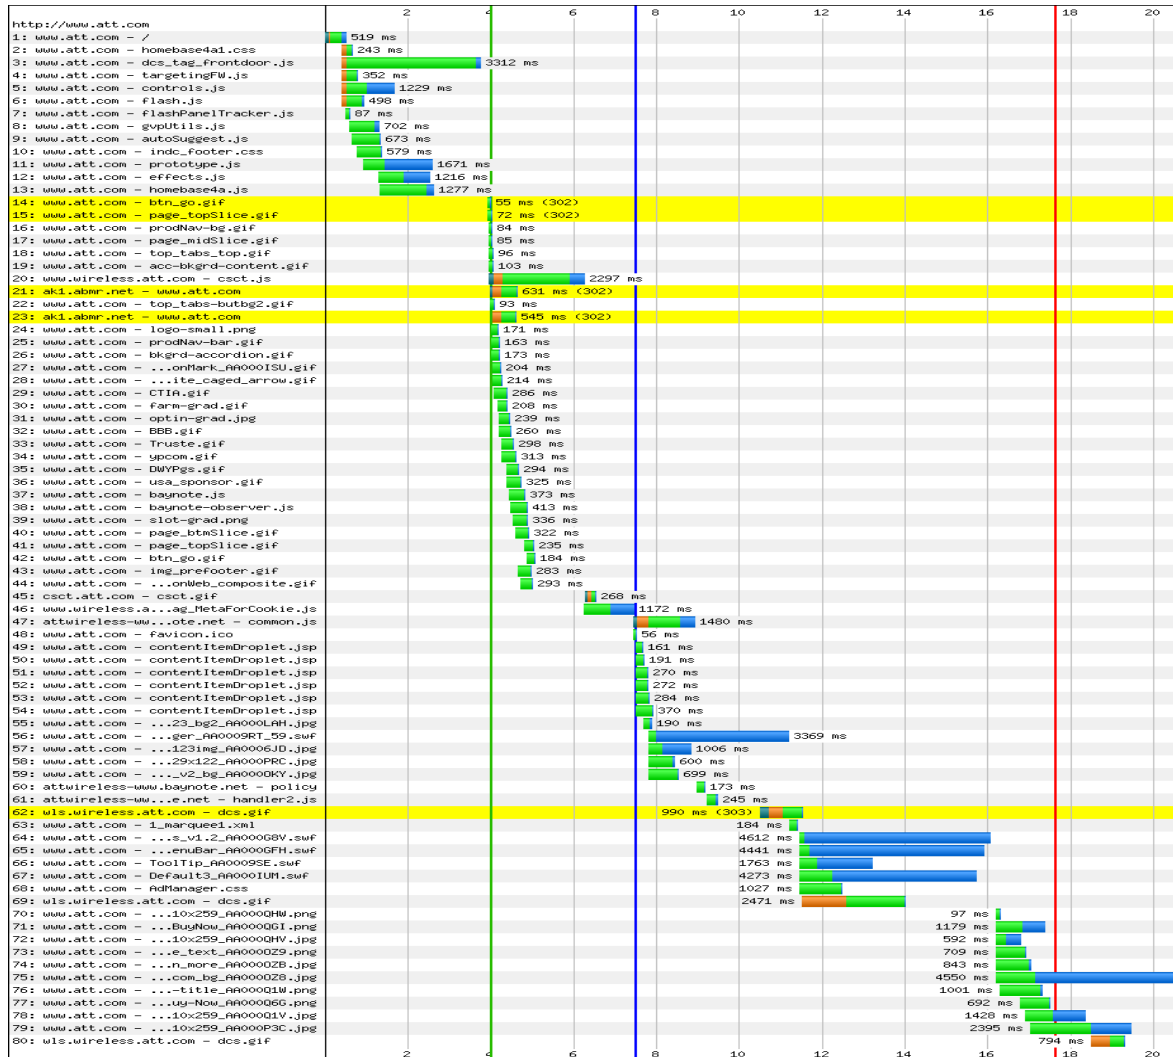 2 4 6 8 10 12 14 16 18 20
http://www.att.com
1: www.att.com - / 519 ms
2: www.att.com - homebase4a1.css 243 ms
3: www.att.com - dcs_tag_frontdoor.js 3312 ms
4: www.att.com - targetingFW.js 352 ms
5: www.att.com - controls.js 1229 ms
6: www.att.com - flash.js 498 ms
7: www.att.com - flashPanelTracker.js 87 ms
8: www.att.com - gvpUtils.js 702 ms
9: www.att.com - autoSuggest.js 673 ms
10: www.att.com - indc_footer.css 579 ms
11: www.att.com - prototype.js 1671 ms
12: www.att.com - effects.js 1216 ms
13: www.att.com - homebase4a.js 1277 ms
14: www.att.com - btn_go.gif 55 ms (302)
15: www.att.com - page_topSlice.gif 72 ms (302)
16: www.att.com - prodNav-bg.gif 84 ms
17: www.att.com - page_midSlice.gif 85 ms
18: www.att.com - top_tabs_top.gif 96 ms
19: www.att.com - acc-bkgrd-content.gif 103 ms
20: www.wireless.att.com - csct.js 2297 ms
21: ak1.abmr.net - www.att.com 631 ms (302)
22: www.att.com - top_tabs-butbg2.gif 93 ms
23: ak1.abmr.net - www.att.com 545 ms (302)
24: www.att.com - logo-small.png 171 ms
25: www.att.com - prodNav-bar.gif 163 ms
26: www.att.com - bkgrd-accordion.gif 173 ms
27: www.att.com - ...onMark_AA000ISU.gif 204 ms
28: www.att.com - ...ite_caged_arrow.gif 214 ms
29: www.att.com - CTIA.gif 286 ms
30: www.att.com - farm-grad.gif 208 ms
31: www.att.com - optin-grad.jpg 239 ms
32: www.att.com - BBB.gif 260 ms
33: www.att.com - Truste.gif 298 ms
34: www.att.com - ypcom.gif 313 ms
35: www.att.com - DWYPgs.gif 294 ms
36: www.att.com - usa_sponsor.gif 325 ms
37: www.att.com - baynote.js 373 ms
38: www.att.com - baynote-observer.js 413 ms
39: www.att.com - slot-grad.png 336 ms
40: www.att.com - page_btmSlice.gif 322 ms
41: www.att.com - page_topSlice.gif 235 ms
42: www.att.com - btn_go.gif 184 ms
43: www.att.com - img_prefooter.gif 283 ms
44: www.att.com - ...onWeb_composite.gif 293 ms
45: csct.att.com - csct.gif 268 ms
46: www.wireless.a...ag_MetaForCookie.js 1172 ms
47: attwireless-ww...ote.net - common.js 1480 ms
48: www.att.com - favicon.ico 56 ms
49: www.att.com - contentItemDroplet.jsp 161 ms
50: www.att.com - contentItemDroplet.jsp 191 ms
51: www.att.com - contentItemDroplet.jsp 270 ms
52: www.att.com - contentItemDroplet.jsp 272 ms
53: www.att.com - contentItemDroplet.jsp 284 ms
54: www.att.com - contentItemDroplet.jsp 370 ms
55: www.att.com - ...23_bg2_AA000LAH.jpg 190 ms
56: www.att.com - ...ger_AA0009RT_59.swf 3369 ms
57: www.att.com - ...123img_AA0006JD.jpg 1006 ms
58: www.att.com - ...29x122_AA000PRC.jpg 600 ms
59: www.att.com - ..._v2_bg_AA000OKY.jpg 699 ms
60: attwireless-www.baynote.net - policy 173 ms
61: attwireless-ww...e.net - handler2.js 245 ms
62: wls.wireless.att.com - dcs.gif 990 ms (303)
63: www.att.com - 1_marquee1.xml 184 ms
64: www.att.com - ...s_v1.2_AA000G8V.swf 4612 ms
65: www.att.com - ...enuBar_AA000GFH.swf 4441 ms
66: www.att.com - ToolTip_AA0009SE.swf 1763 ms
67: www.att.com - Default3_AA000IUM.swf 4273 ms
68: www.att.com - AdManager.css 1027 ms
69: wls.wireless.att.com - dcs.gif 2471 ms
70: www.att.com - ...10x259_AA000QHW.png 97 ms
71: www.att.com - ...BuyNow_AA000QGI.png 1179 ms
72: www.att.com - ...10x259_AA000QHV.jpg 592 ms
73: www.att.com - ...e_text_AA000OZ9.png 709 ms
74: www.att.com - ...n_more_AA000OZB.jpg 843 ms
75: www.att.com - ...com_bg_AA000OZ8.jpg 4550 ms
76: www.att.com - ...-title_AA000Q1W.png 1001 ms
77: www.att.com - ...uy-Now_AA000Q6G.png 692 ms
78: www.att.com - ...10x259_AA000Q1V.jpg 1428 ms
79: www.att.com - ...10x259_AA000P3C.jpg 2395 ms
80: wls.wireless.att.com - dcs.gif 794 ms
2 4 6 8 10 12 14 16 18 20